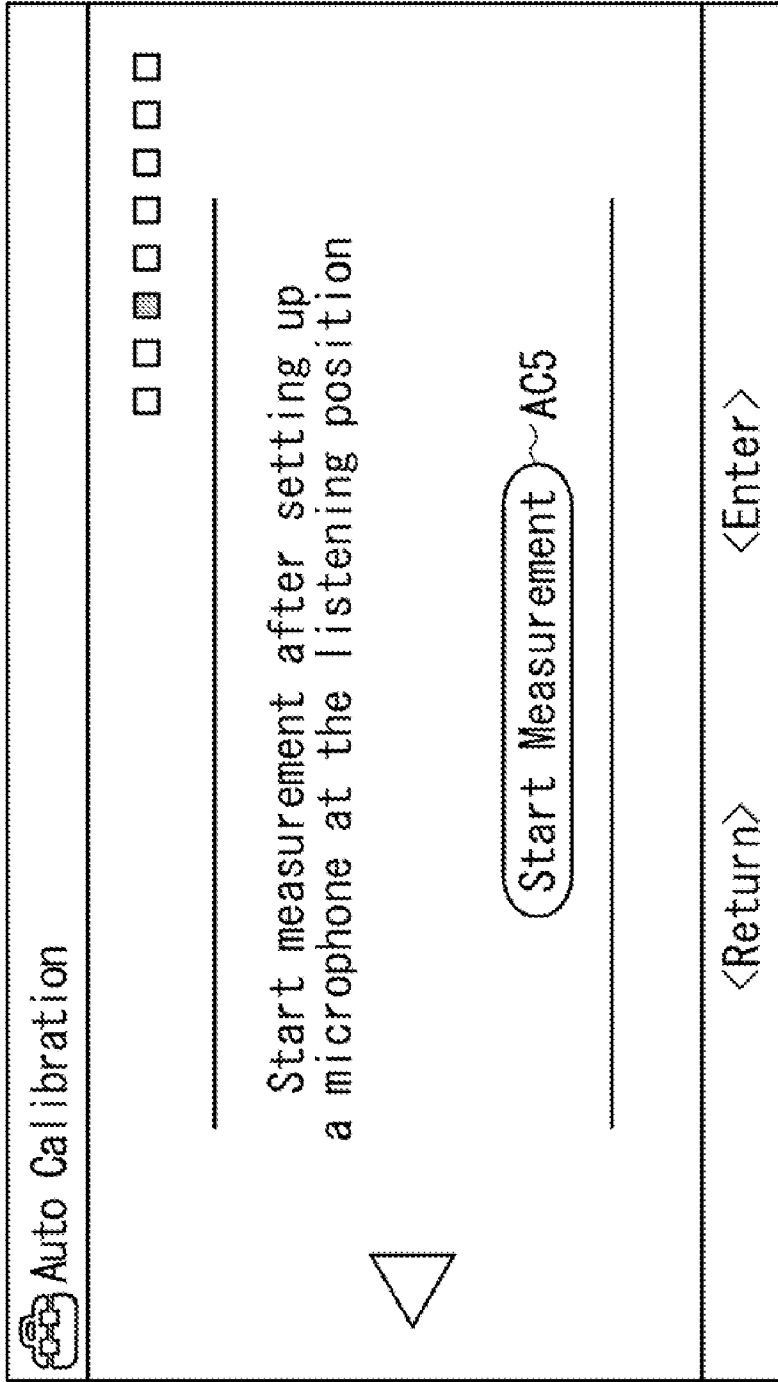 Auto Calibration
Start measurement after setting up
a microphone at the listening position
Start Measurement
AC5
<Return>
<Enter>